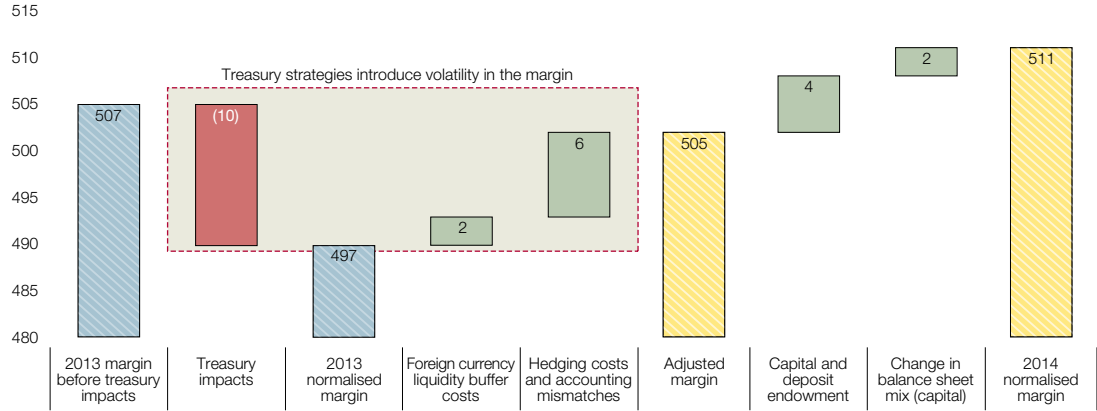 515
510
505
500
495
490
485
480
Treasury strategies introduce volatility in the margin
507
(10)
497
2
6
505
4
2
511
2013 margin
before treasury
impacts
Treasury
impacts
2013
normalised
margin
Foreign currency
liquidity buffer
costs
Hedging costs
and accounting
mismatches
Adjusted
margin
Capital and
deposit
endowment
Change in
balance sheet
mix (capital)
2014
normalised
margin